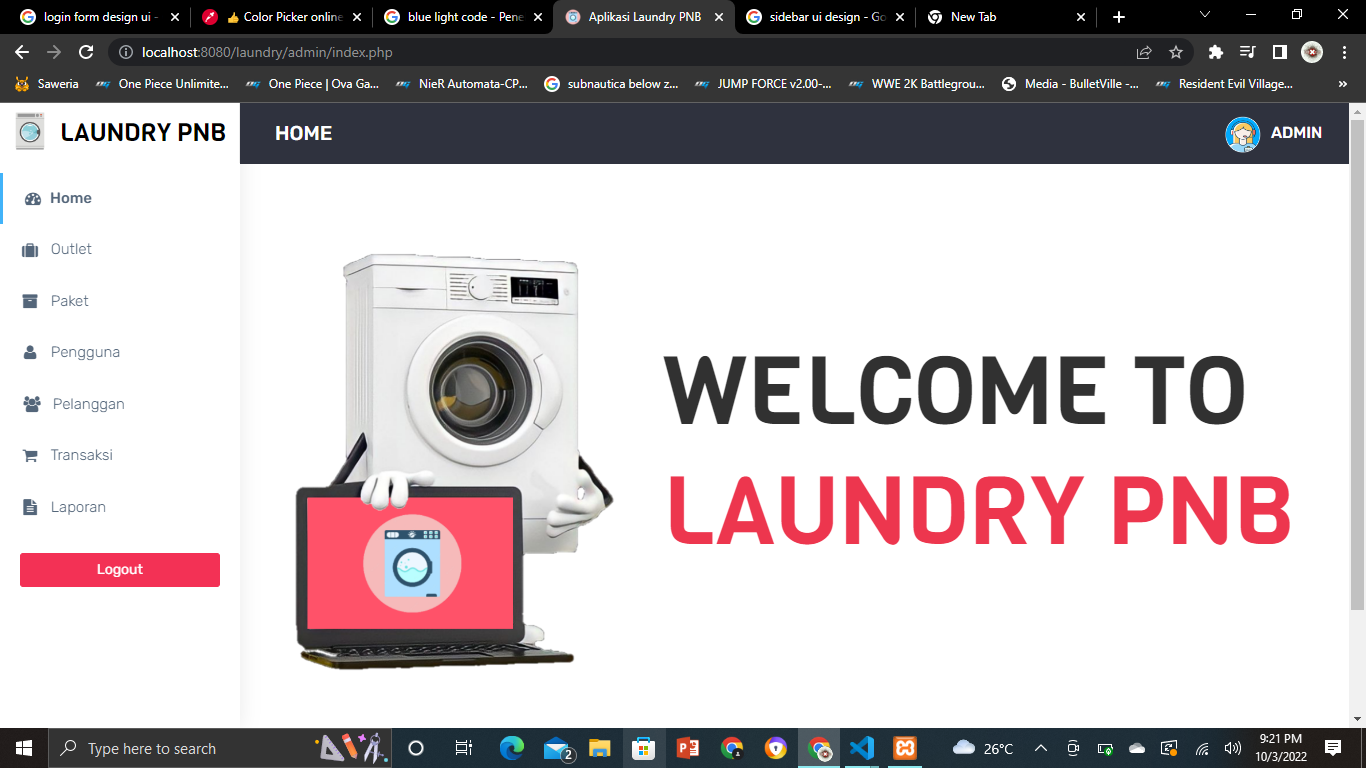 login form design ui -
👍 Color Picker online
blue light code - Pene
Aplikasi Laundry PNB
sidebar ui design - Go
New Tab
localhost:8080/laundry/admin/index.php
Saweria
One Piece Unlimite...
One Piece | Ova Ga...
NieR Automata-CP...
subnautica below z...
JUMP FORCE v2.00-...
WWE 2K Battlegrou...
Media - BulletVille -...
Resident Evil Village...
»
LAUNDRY PNB
HOME
ADMIN
Home
Outlet
Paket
Pengguna
Pelanggan
Transaksi
Laporan
Logout
WELCOME TO
LAUNDRY PNB
Type here to search
2
26°C
9:21 PM
10/3/2022